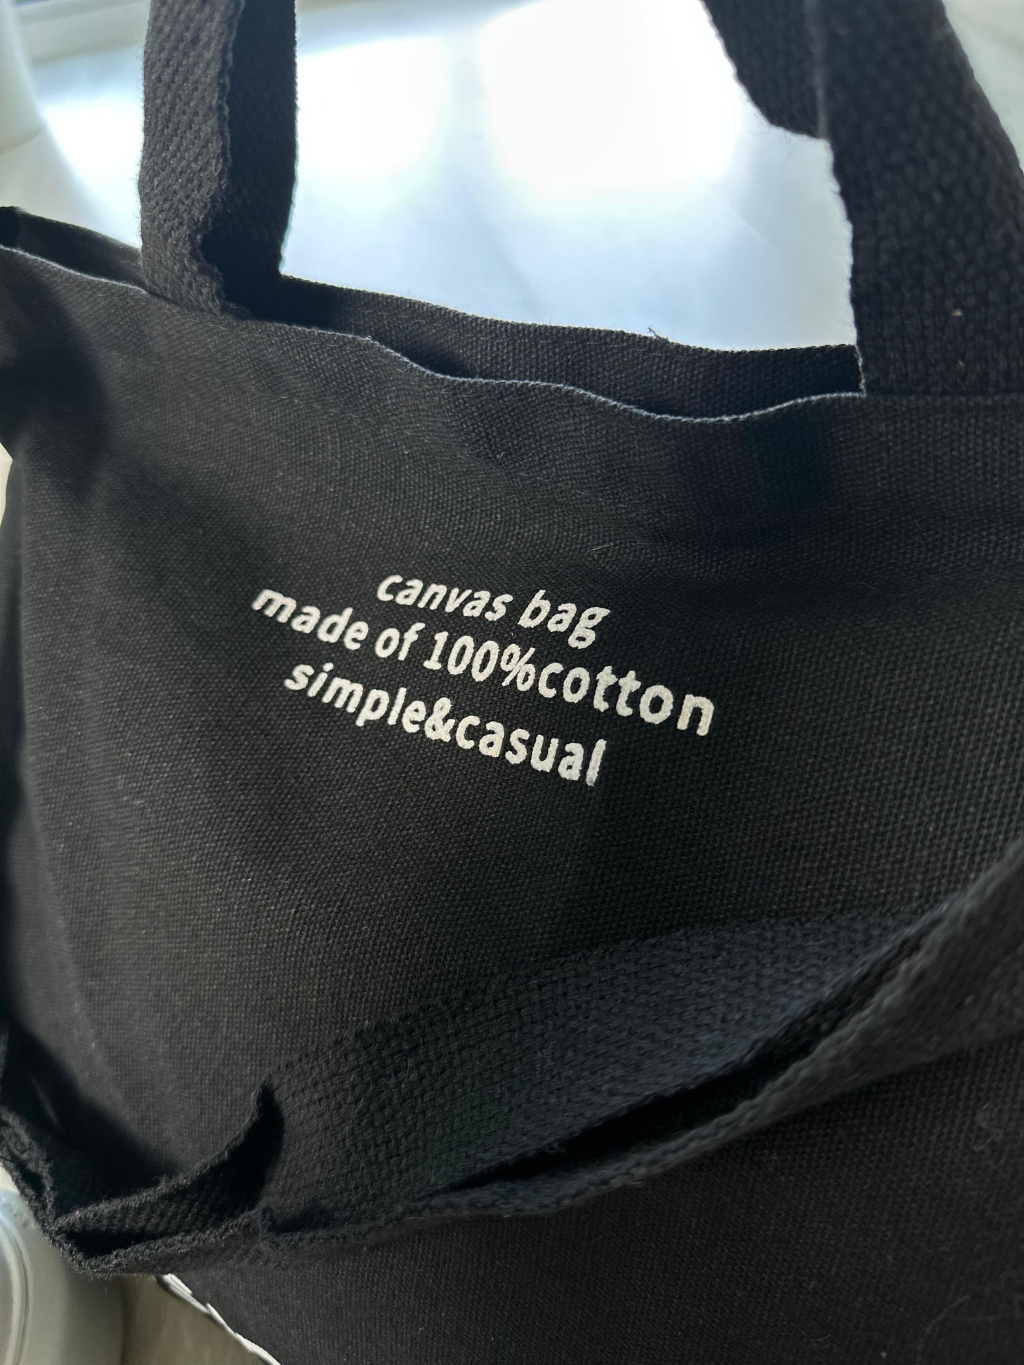 canvas bag
made of 100%cotton
simple&casual